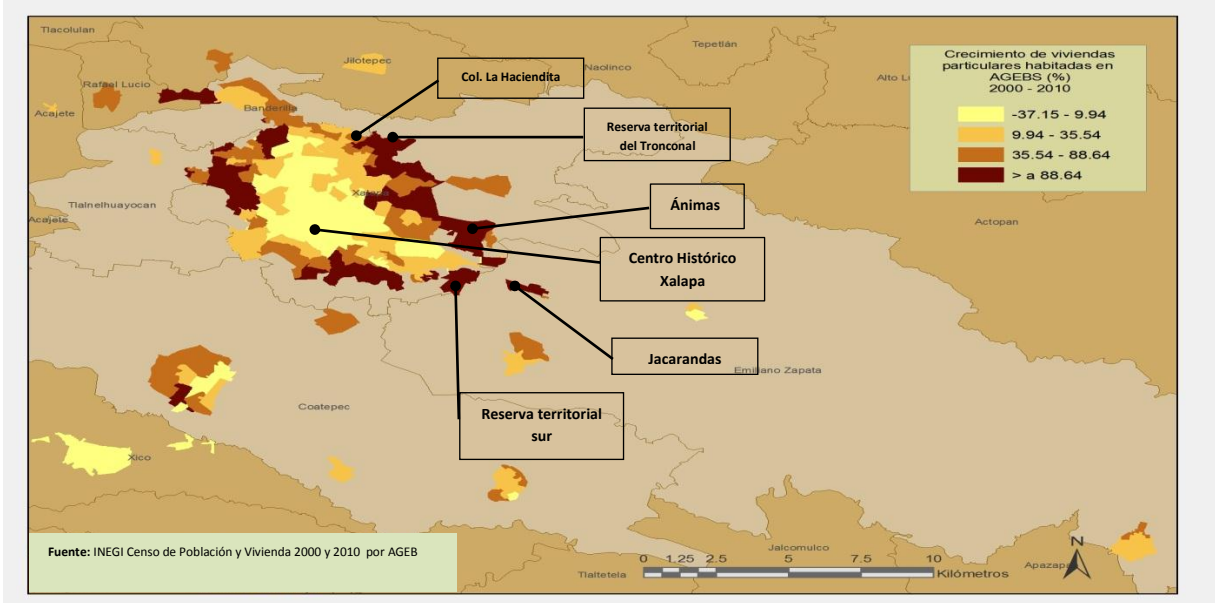 Tlacolulan
Tepetlán
Crecimiento de viviendas
particulares habitadas en
AGEBS (%)
2000 - 2010
-37.15 - 9.94
9.94 - 35.54
35.54 - 88.64
> a 88.64
Jilotepec
Col. La Haciendita
Naolinco
Alto L
Rafael Lucio
Acajete
Banderilla
Reserva territorial
del Tronconal
Xalapa
Tlalnelhuayocan
Ánimas
Acajete
Actopan
Centro Histórico
Xalapa
Jacarandas
Emiliano Zapata
Coatepec
Reserva territorial
sur
Xico
Fuente: INEGI Censo de Población y Vivienda 2000 y 2010 por AGEB
Jalcomulco
Tlaltetela
0 1.25 2.5 5 7.5 10
Kilómetros
N
Apazapa